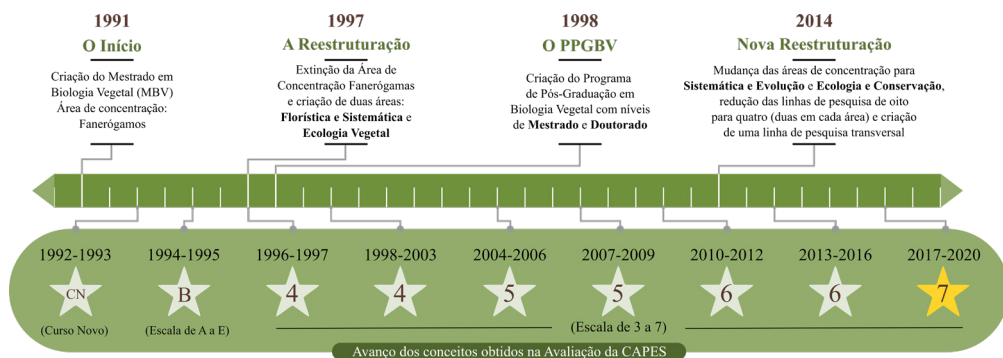 1991
O Início
Criação do Mestrado em
Biologia Vegetal (MBV)
Área de concentração:
Fanerógamos
1997
A Reestruturação
Extinção da Área de
Concentração Fanerógamas
e criação de duas áreas:
Florística e Sistemática e
Ecologia Vegetal
1998
O PPGBV
Criação do Programa
de Pós-Graduação em
Biologia Vegetal com níveis
de Mestrado e Doutorado
2014
Nova Reestruturação
Mudança das áreas de concentração para
Sistemática e Evolução e Ecologia e Conservação,
redução das linhas de pesquisa de oito
para quatro (duas em cada área) e criação
de uma linha de pesquisa transversal
1992-1993
CN
(Curso Novo)
1994-1995
B
(Escala de A a E)
1996-1997
4
1998-2003
4
2004-2006
5
2007-2009
5
2010-2012
6
2013-2016
6
2017-2020
7
(Escala de 3 a 7)
Avanço dos conceitos obtidos na Avaliação da CAPES